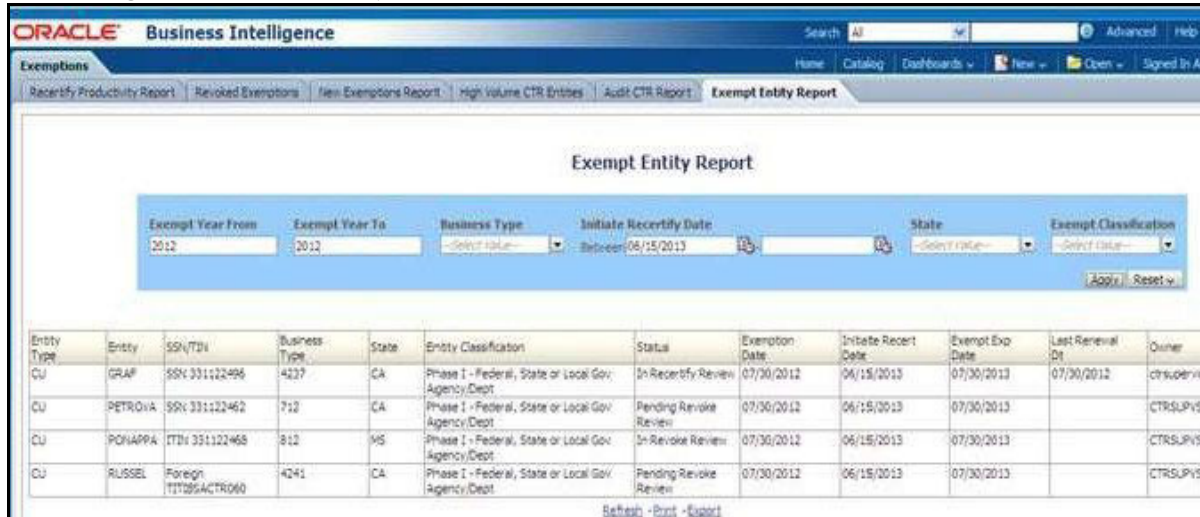 ORACLE Business Intelligence Search All Advanced Help
Exemptions Home Catalog Dashboards New Open Signed In A
Recertify Productivity Report Revoked Exemptions New Exemptions Report High Volume CTR Entities Audit CTR Report Exempt Entity Report
Exempt Entity Report
Exempt Year From Exempt Year To Business Type Initiate Recertify Date State Exempt Classification
2012 2012 --Select Value-- Between 06/15/2013 - --Select Value-- --Select Value--
Apply Reset
Entity Type Entity SSN/TIN Business Type State Entity Classification Status Exemption Date Initiate Recert Date Exempt Exp Date Last Renewal Dt Owner
CU GRAF SSN 331122496 4237 CA Phase I - Federal, State or Local Gov Agency/Dept In Recertify Review 07/30/2012 06/15/2013 07/30/2013 07/30/2012
CU PETROVA SSN 331122462 712 CA Phase I - Federal, State or Local Gov Agency/Dept Pending Revoke Review 07/30/2012 06/15/2013 07/30/2013 CTRSUPVS
CU PONAPPA ITIN 331122468 812 MS Phase I - Federal, State or Local Gov Agency/Dept In Revoke Review 07/30/2012 06/15/2013 07/30/2013 CTRSUPVS
CU RUSSEL Foreign 4241 CA Phase I - Federal, State or Local Gov Agency/Dept Pending Revoke Review 07/30/2012 06/15/2013 07/30/2013 CTRSUPVS
Refresh - Print - Export